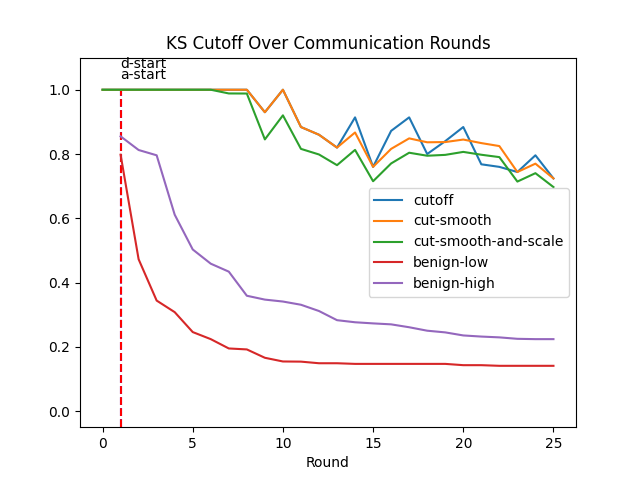 KS Cutoff Over Communication Rounds
d-start
a-start
1.0
0.8
0.6
0.4
0.2
0.0
cutoff
cut-smooth
cut-smooth-and-scale
benign-low
benign-high
0 5 10 15 20 25
Round